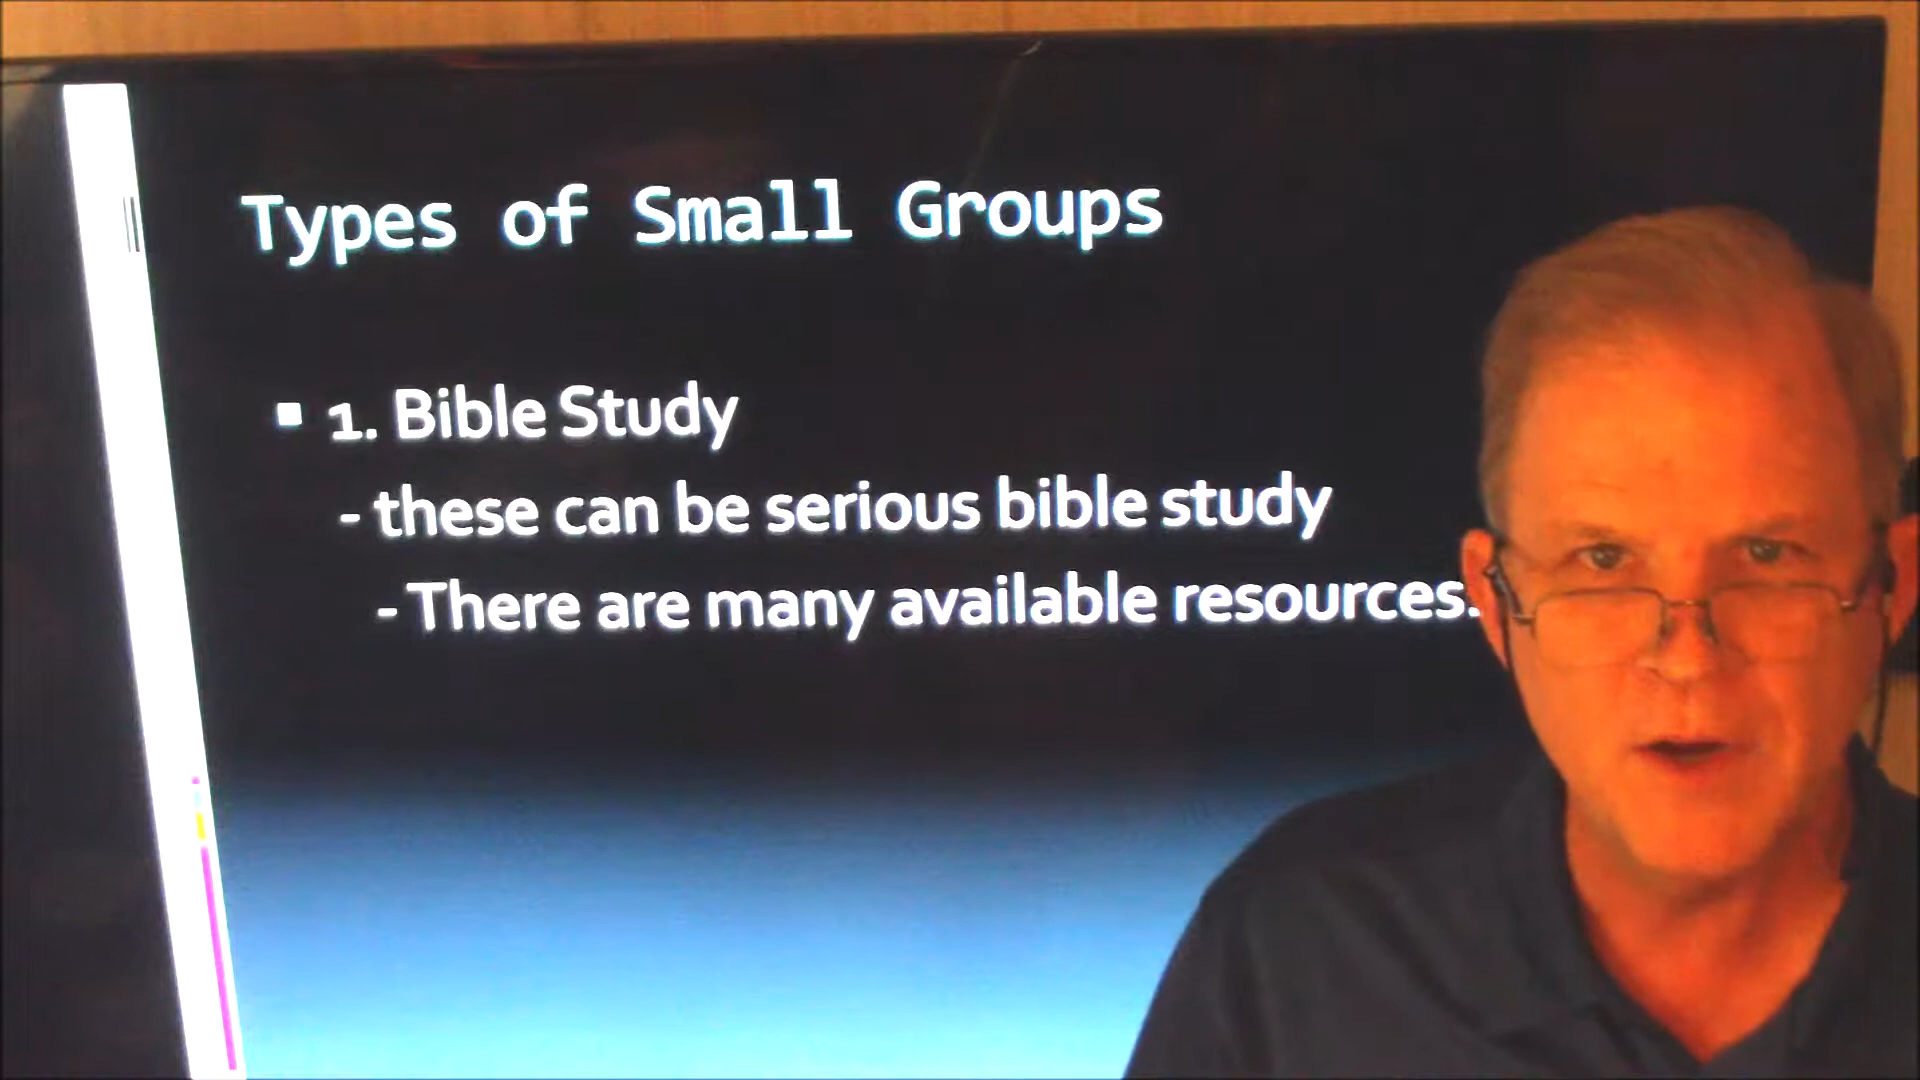 Types of Small Groups
▪ 1. Bible Study
- these can be serious bible study
- There are many available resources.